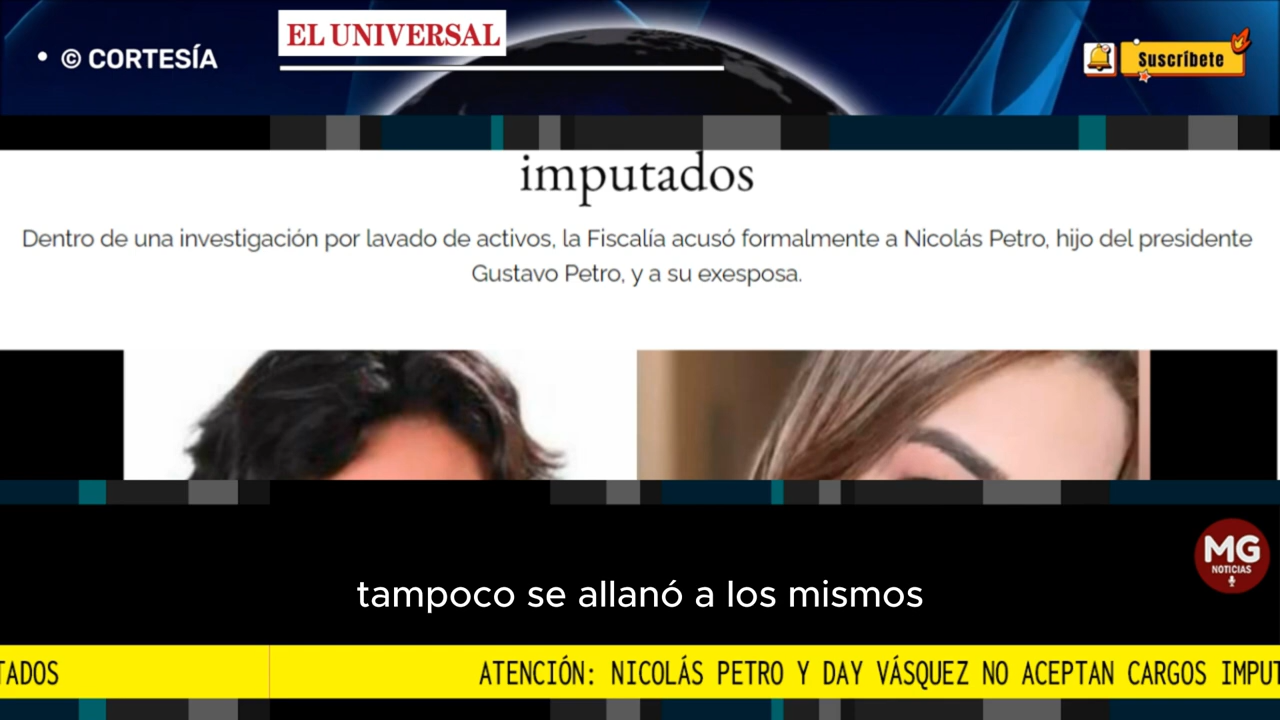 • © CORTESÍA
EL UNIVERSAL
Suscríbete
imputados
Dentro de una investigación por lavado de activos, la Fiscalía acusó formalmente a Nicolás Petro, hijo del presidente
Gustavo Petro, y a su exesposa.
MG
NOTICIAS
tampoco se allanó a los mismos
TADOS
ATENCIÓN: NICOLÁS PETRO Y DAY VÁSQUEZ NO ACEPTAN CARGOS IMPUT